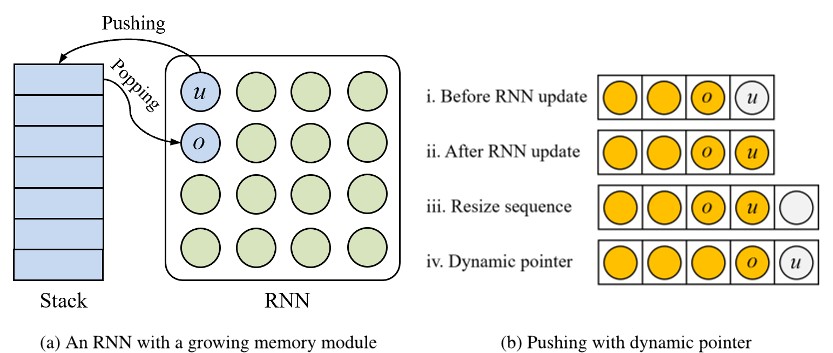 Pushing
Popping
u
o
Stack
RNN
(a) An RNN with a growing memory module
i. Before RNN update
o u
ii. After RNN update
o u
iii. Resize sequence
o u
iv. Dynamic pointer
o u
(b) Pushing with dynamic pointer